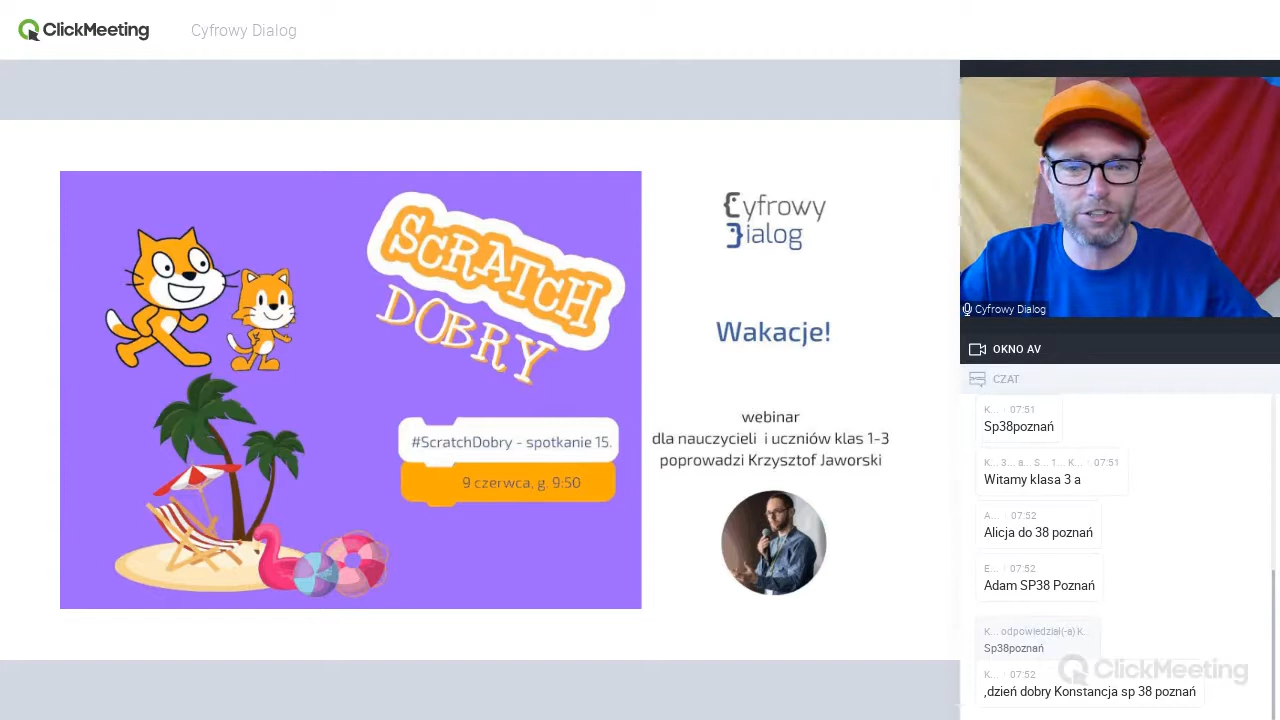 ClickMeeting
Cyfrowy Dialog
SCRATCH
DOBRY
#ScratchDobry - spotkanie 15.
9 czerwca, g. 9:50
Cyfrowy
Dialog
Wakacje!
webinar
dla nauczycieli i uczniów klas 1-3
poprowadzi Krzysztof Jaworski
Cyfrowy Dialog
OKNO AV
CZAT
K... 07:51
Sp38poznań
K... 3... a... S... 1... K... 07:51
Witamy klasa 3 a
A... 07:52
Alicja do 38 poznań
E... 07:52
Adam SP38 Poznań
K... odpowiedział(-a) K...
Sp38poznań
K... 07:52
,dzień dobry Konstancja sp 38 poznań
ClickMeeting